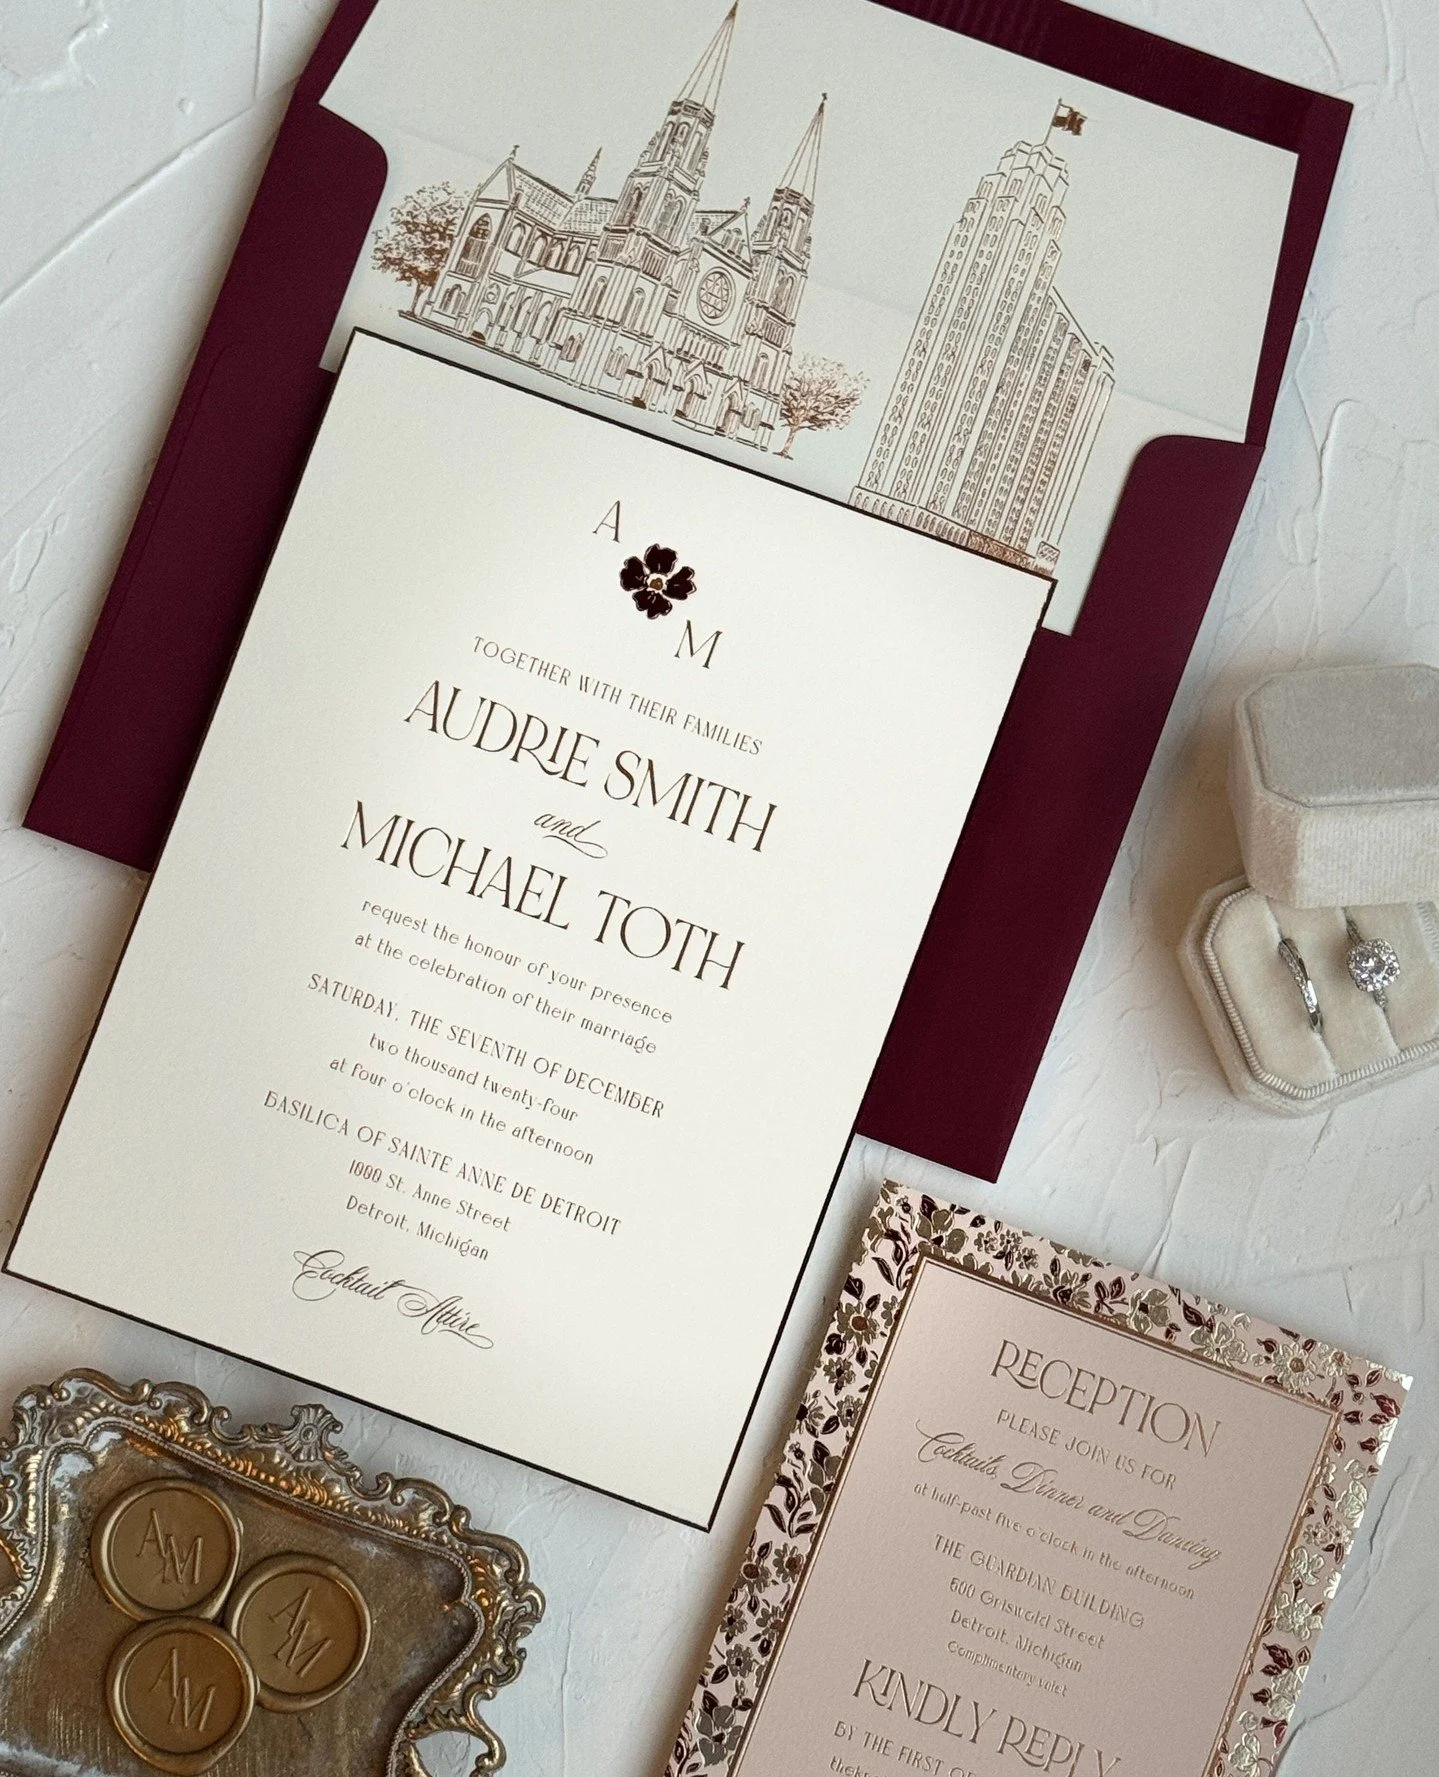 A
M
TOGETHER WITH THEIR FAMILIES
AUDRIE SMITH
and
MICHAEL TOTH
request the honour of your presence
at the celebration of their marriage
SATURDAY, THE SEVENTH OF DECEMBER
two thousand twenty-four
at four o'clock in the afternoon
BASILICA OF SAINTE ANNE DE DETROIT
1000 St. Anne Street
Detroit, Michigan
Cocktail Attire
RECEPTION
PLEASE JOIN US FOR
Cocktails, Dinner and Dancing
at half-past five o'clock in the afternoon
THE GUARDIAN BUILDING
500 Griswold Street
Detroit, Michigan
Complimentary valet
KINDLY REPLY
BY THE FIRST OF
AM
AM
AM